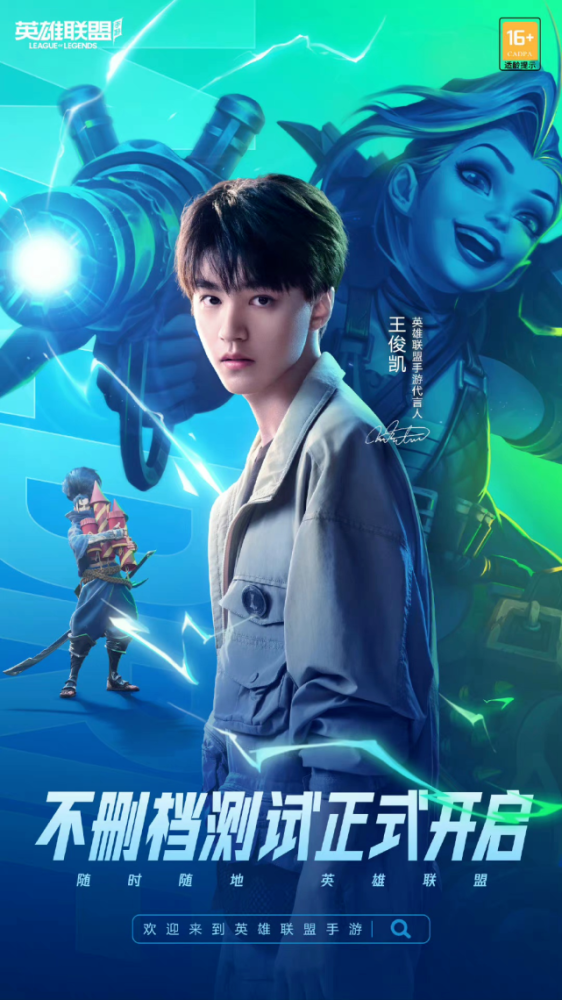 英雄联盟手游
LEAGUE OF LEGENDS
16+
CADPA
适龄提示
英雄联盟手游代言人
王俊凯
不删档测试正式开启
随时随地 英雄联盟
欢迎来到英雄联盟手游